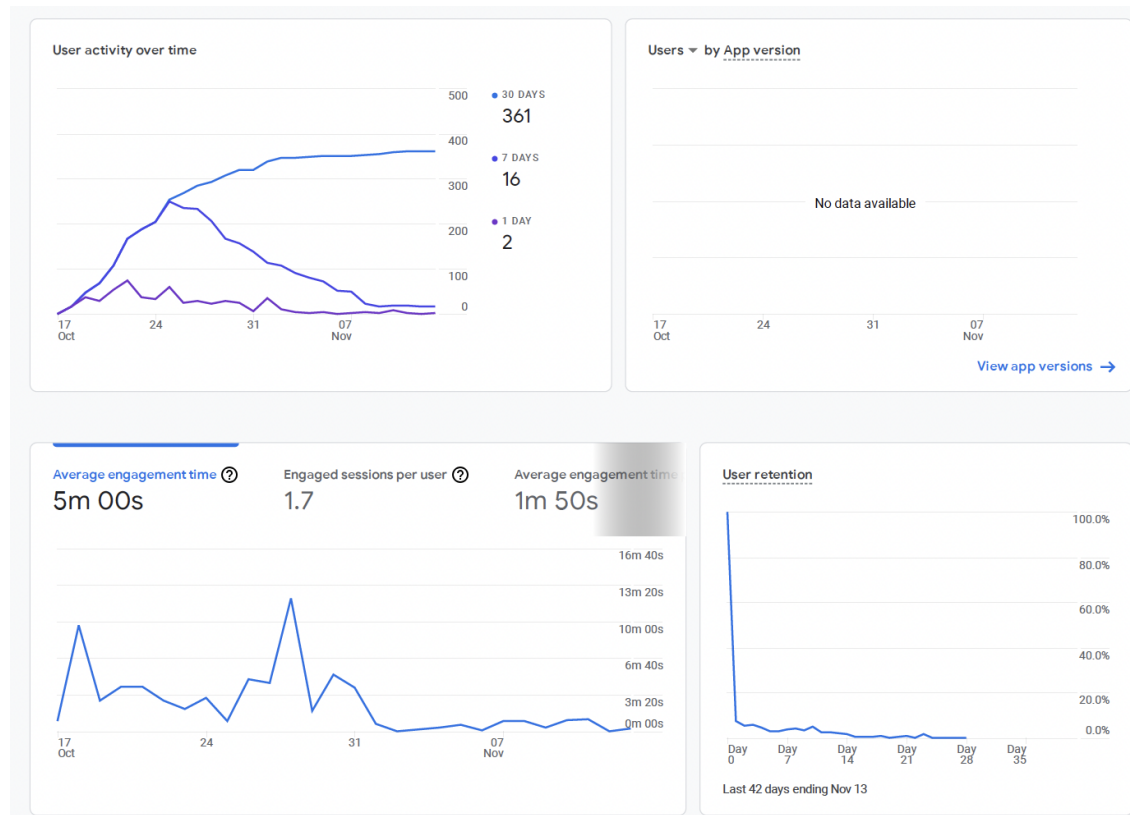 User activity over time
500
400
300
200
100
0
17
Oct
24
31
07
Nov
30 DAYS
361
7 DAYS
16
1 DAY
2
Users by App version
No data available
17
Oct
24
31
07
Nov
View app versions
Average engagement time
5m 00s
Engaged sessions per user
1.7
Average engagement time
1m 50s
16m 40s
13m 20s
10m 00s
6m 40s
3m 20s
0m 00s
17
Oct
24
31
07
Nov
User retention
100.0%
80.0%
60.0%
40.0%
20.0%
0.0%
Day
0
Day
7
Day
14
Day
21
Day
28
Day
35
Last 42 days ending Nov 13